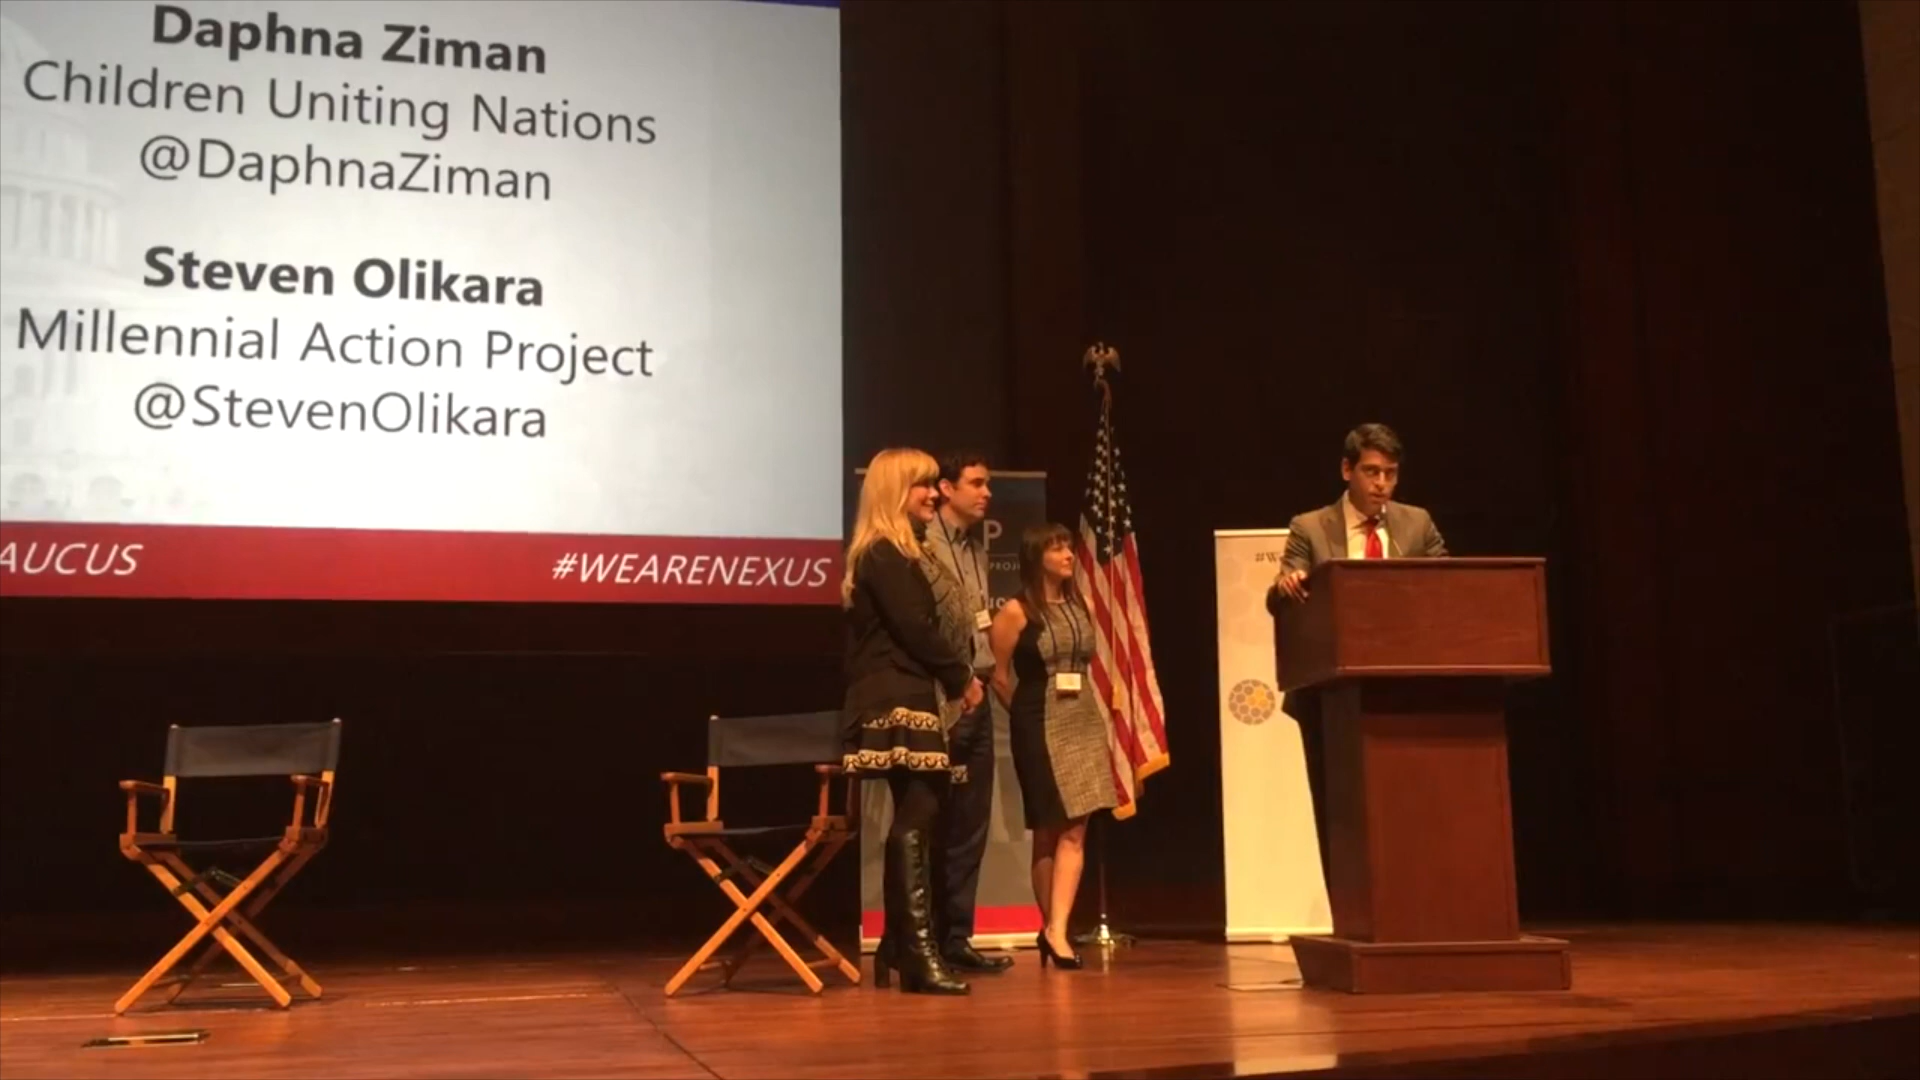 Daphna Ziman
Children Uniting Nations
@DaphnaZiman
Steven Olikara
Millennial Action Project
@StevenOlikara
AUCUS
#WEARENEXUS
P